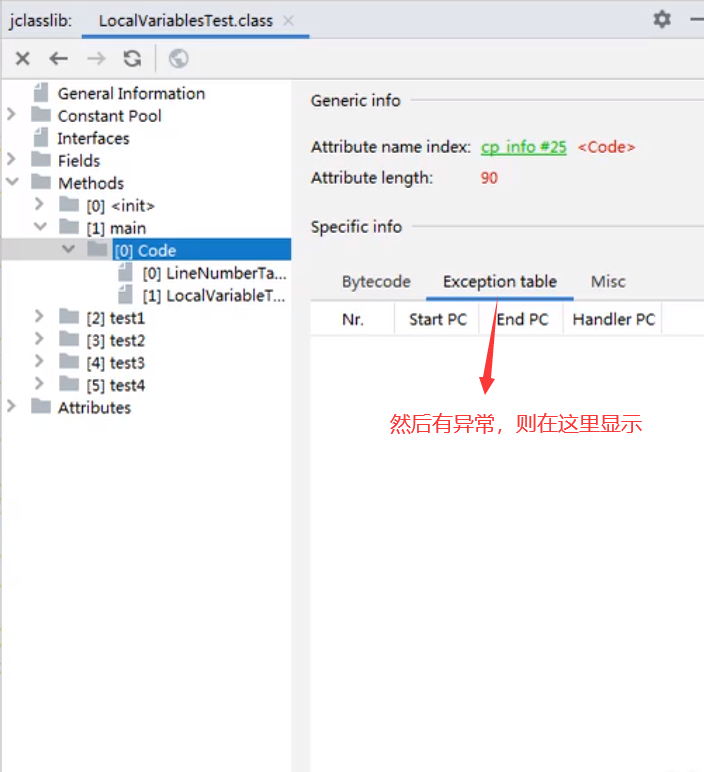 jclasslib:
LocalVariablesTest.class
General Information
Constant Pool
Interfaces
Fields
Methods
[0] <init>
[1] main
[0] Code
[0] LineNumberTa...
[1] LocalVariableT...
[2] test1
[3] test2
[4] test3
[5] test4
Attributes
Generic info
Attribute name index: cp_info #25 <Code>
Attribute length: 90
Specific info
Bytecode Exception table Misc
Nr. Start PC End PC Handler PC
然后有异常，则在这里显示